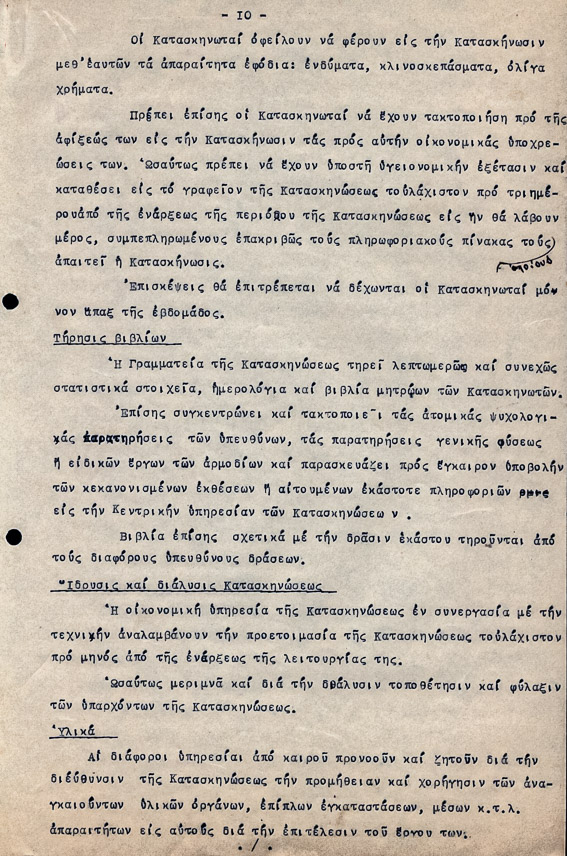 - 10 -
Οἱ Κατασκηνωταί ὀφείλουν νά φέρουν εἰς τήν Κατασκήνωσιν
μεθ'ἑαυτῶν τά ἀπαραίτητα ἐφόδια: ἐνδύματα, κλινοσκεπάσματα, ὀλίγα
χρήματα.
Πρέπει ἐπίσης οἱ Κατασκηνωταί νά ἔχουν τακτοποιήση πρό τῆς
ἀφίξεώς των εἰς τήν Κατασκήνωσιν τάς πρός αὐτήν οἰκονομικάς ὑποχρε-
ώσεις των. Ὡσαύτως πρέπει νά ἔχουν ὑποστῆ ὑγειονομικήν ἐξέτασιν καί
καταθέσει εἰς τό γραφεῖον τῆς Κατασκηνώσεως τοὐλάχιστον πρό τριημέ-
ρουἀπό τῆς ἐνάρξεως τῆς περιόδου τῆς Κατασκηνώσεως εἰς ἥν θά λάβουν
μέρος, συμπεπληρωμένους ἐπακριβῶς τούς πληροφοριακούς πίνακας τούς
ὁποίους
ἀπαιτεῖ ἡ Κατασκήνωσις.
Ἐπισκέψεις θά ἐπιτρέπεται νά δέχωνται οἱ Κατασκηνωταί μό-
νον ἅπαξ τῆς ἑβδομάδος.
Τήρησις βιβλίων
Ἡ Γραμματεία τῆς Κατασκηνώσεως τηρεῖ λεπτομερῶς καί συνεχῶς
στατιστικά στοιχεῖα, ἡμερολόγια καί βιβλία μητρώων τῶν Κατασκηνωτῶν.
Ἐπίσης συγκεντρώνει καί τακτοποιεῖ τάς ἀτομικάς ψυχολογι-
κάς παρατηρήσεις τῶν ὑπευθύνων, τάς παρατηρήσεις γενικῆς φύσεως
ἤ εἰδικῶν ἔργων τῶν ἁρμοδίων καί παρασκευάζει πρός ἔγκαιρον ὑποβολήν
τῶν κεκανονισμένων ἐκθέσεων ἤ αἰτουμένων ἑκάστοτε πληροφοριῶν
εἰς τήν Κεντρικήν ὑπηρεσίαν τῶν Κατασκηνώσεω ν .
Βιβλία ἐπίσης σχετικά μέ τήν δρᾶσιν ἑκάστου τηροῦνται ἀπό
τούς διαφόρους ὑπευθύνους δράσεων.
Ἵδρυσις καί διάλυσις Κατασκηνώσεως
Ἡ οἰκονομική ὑπηρεσία τῆς Κατασκηνώσεως ἐν συνεργασία μέ τήν
τεχνικήν ἀναλαμβάνουν τήν προετοιμασία τῆς Κατασκηνώσεως τοὐλάχιστον
πρό μηνός ἀπό τῆς ἐνάρξεως τῆς λειτουργίας της.
Ὡσαύτως μεριμνᾶ καί διά τήν διάλυσιν τοποθέτησιν καί φύλαξιν
τῶν ὑπαρχόντων τῆς Κατασκηνώσεως.
Ὑλικά
Αἱ διάφοροι ὑπηρεσίαι ἀπό καιροῦ προνοοῦν καί ζητοῦν διά τήν
διεύθυνσιν τῆς Κατασκηνώσεως τήν προμήθειαν καί χορήγησιν τῶν ἀνα-
γκαιούντων ὑλικῶν ὀργάνων, ἐπίπλων ἐγκαταστάσεων, μέσων κ.τ.λ.
ἀπαραιτήτων εἰς αὐτούς διά τήν ἐπιτέλεσιν τοῦ ἔργου των.
. / .